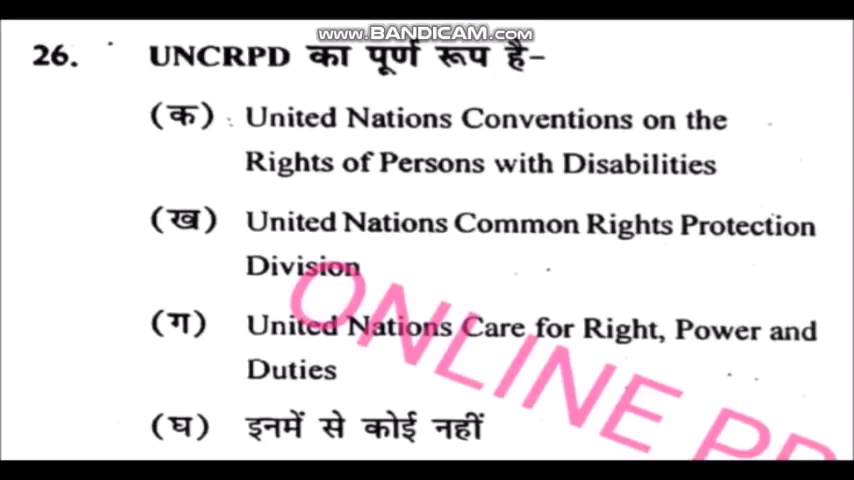 WWW.BANDICAM.COM
26. UNCRPD का पूर्ण रूप है-
(क) United Nations Conventions on the
Rights of Persons with Disabilities
(ख) United Nations Common Rights Protection
Division
(ग) United Nations Care for Right, Power and
Duties
(घ) इनमें से कोई नहीं
ONLINE